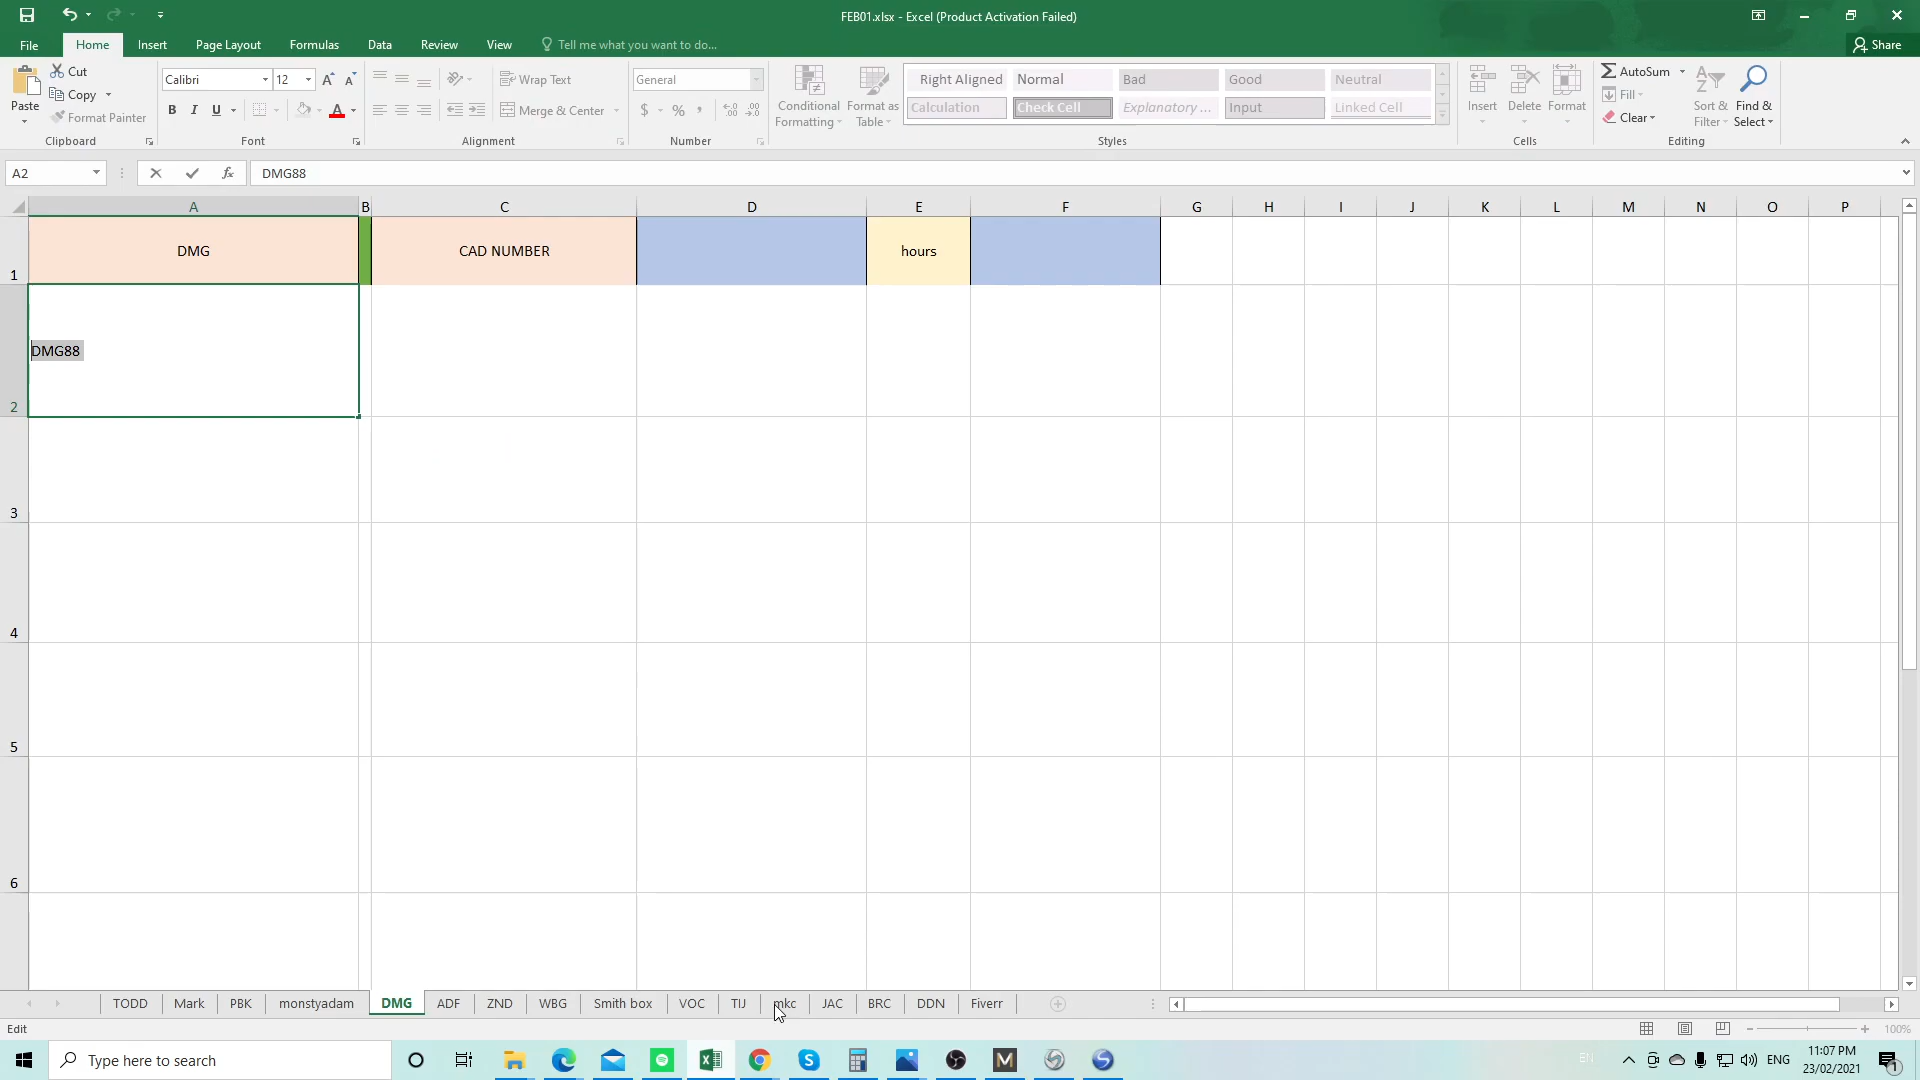 FEB01.xlsx - Excel (Product Activation Failed)
File Home Insert Page Layout Formulas Data Review View Tell me what you want to do... Share
Paste
Cut
Copy
Format Painter
Clipboard
Calibri 12
B I U
Font
Wrap Text
Merge & Center
Alignment
General
$ % ,
Number
Conditional Formatting
Format as Table
Right Aligned Normal Bad Good Neutral
Calculation Check Cell Explanatory ... Input Linked Cell
Styles
Insert Delete Format
Cells
AutoSum
Fill
Clear
Sort & Filter
Find & Select
Editing
A2 fx DMG88
A B C D E F G H I J K L M N O P
1 DMG CAD NUMBER hours
2 DMG88
3
4
5
6
TODD Mark PBK monstyadam DMG ADF ZND WBG Smith box VOC TIJ mkc JAC BRC DDN Fiverr
Edit 100%
Type here to search
ENG
11:07 PM
23/02/2021